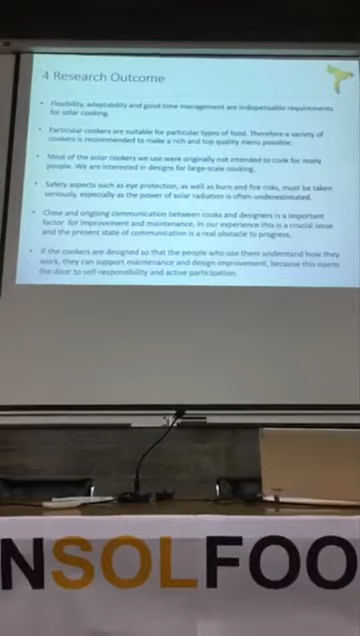 4 Research Outcome
• Flexibility, adaptability and good time management are indispensable requirements
for solar cooking.
• Particular cookers are suitable for particular types of food. Therefore a variety of
cookers is recommended to make a rich and top quality menu possible.
• Most of the solar cookers we use were originally not intended to cook for many
people. We are interested in designs for large-scale cooking.
• Safety aspects such as eye protection, as well as burn and fire risks, must be taken
seriously, especially as the power of solar radiation is often underestimated.
• Close and ongoing communication between cooks and designers is a important
factor for improvement and maintenance. In our experience this is a crucial issue
and the present state of communication is a real obstacle to progress.
• If the cookers are designed so that the people who use them understand how they
work, they can support maintenance and design improvement, because this opens
the door to self-responsibility and active participation.
NSOLFOO